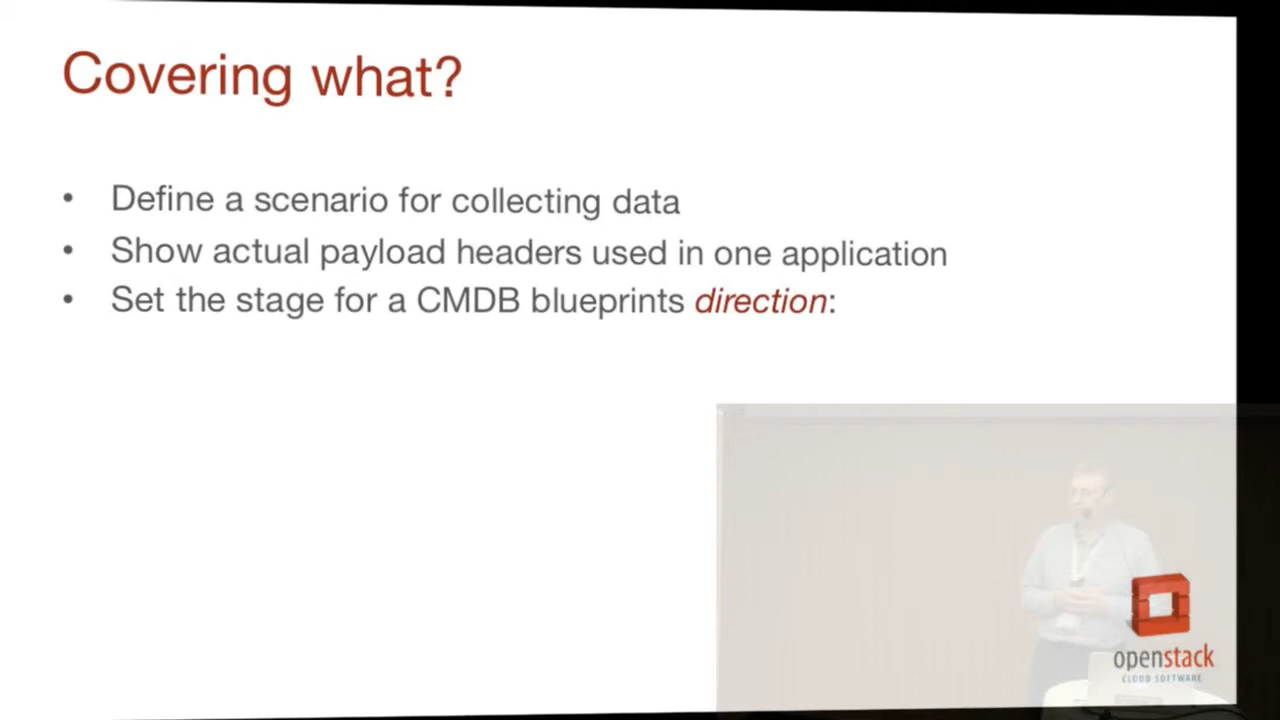 Covering what?
• Define a scenario for collecting data
• Show actual payload headers used in one application
• Set the stage for a CMDB blueprints direction:
openstack
CLOUD SOFTWARE